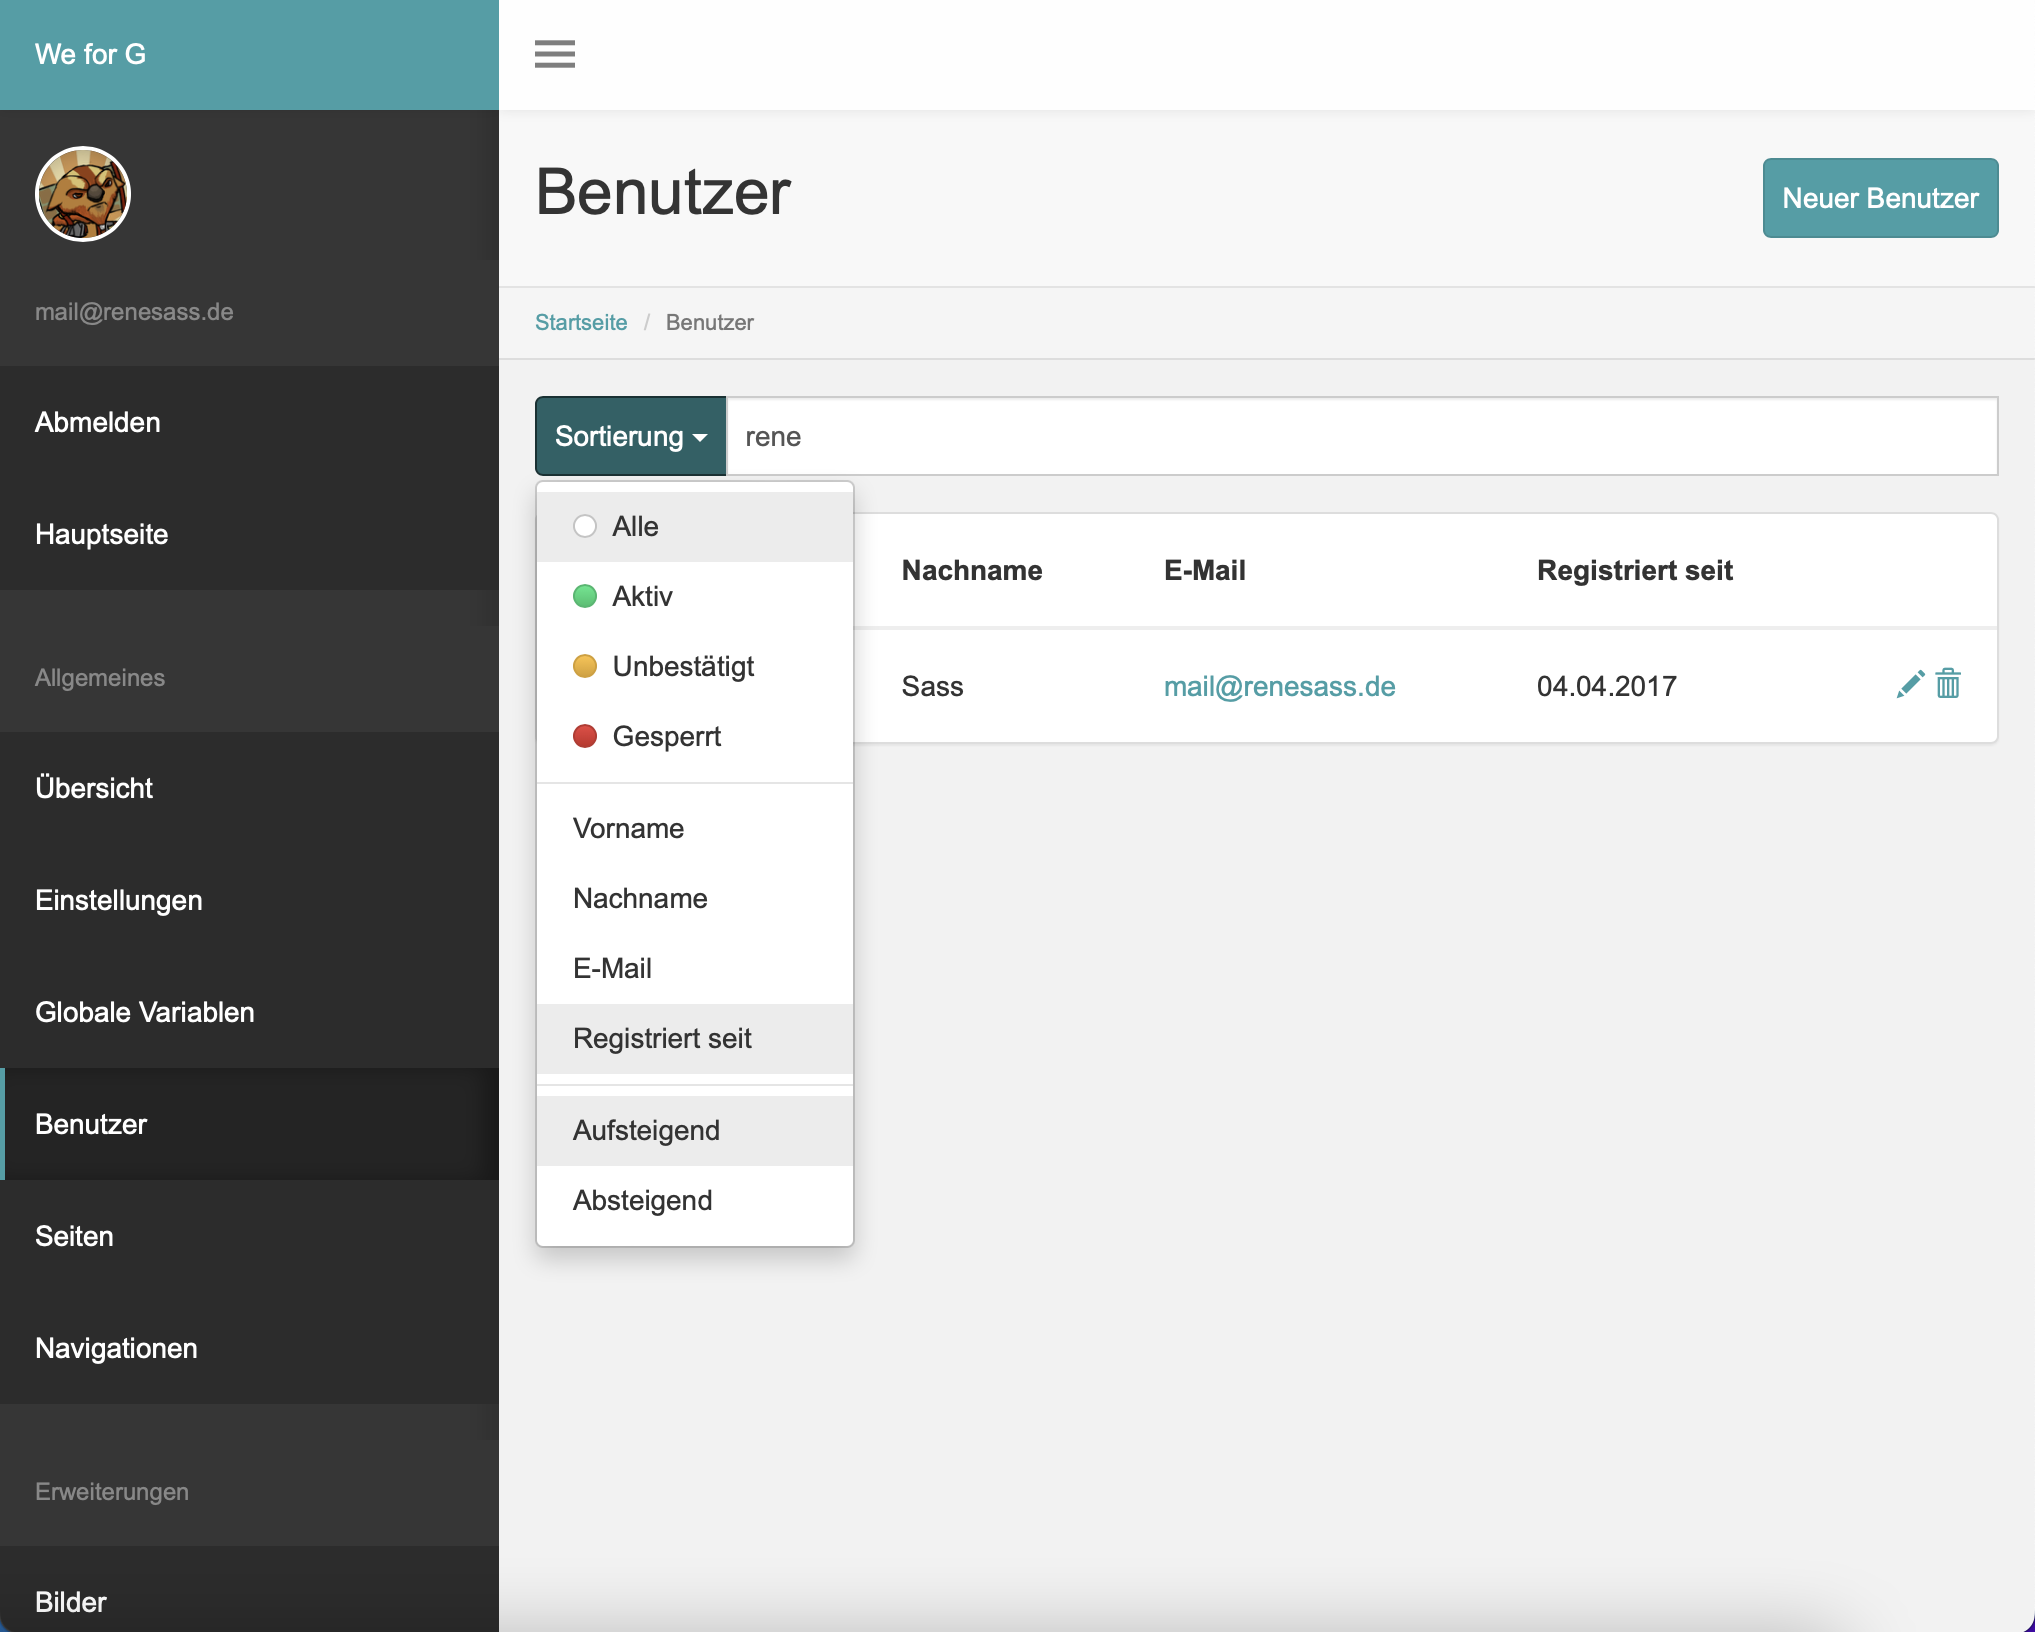 We for G
mail@renesass.de
Abmelden
Hauptseite
Allgemeines
Übersicht
Einstellungen
Globale Variablen
Benutzer
Seiten
Navigationen
Erweiterungen
Bilder
Benutzer
Neuer Benutzer
Startseite / Benutzer
Sortierung rene
Alle
Aktiv
Unbestätigt
Gesperrt
Vorname
Nachname
E-Mail
Registriert seit
Aufsteigend
Absteigend
Nachname E-Mail Registriert seit
Sass mail@renesass.de 04.04.2017